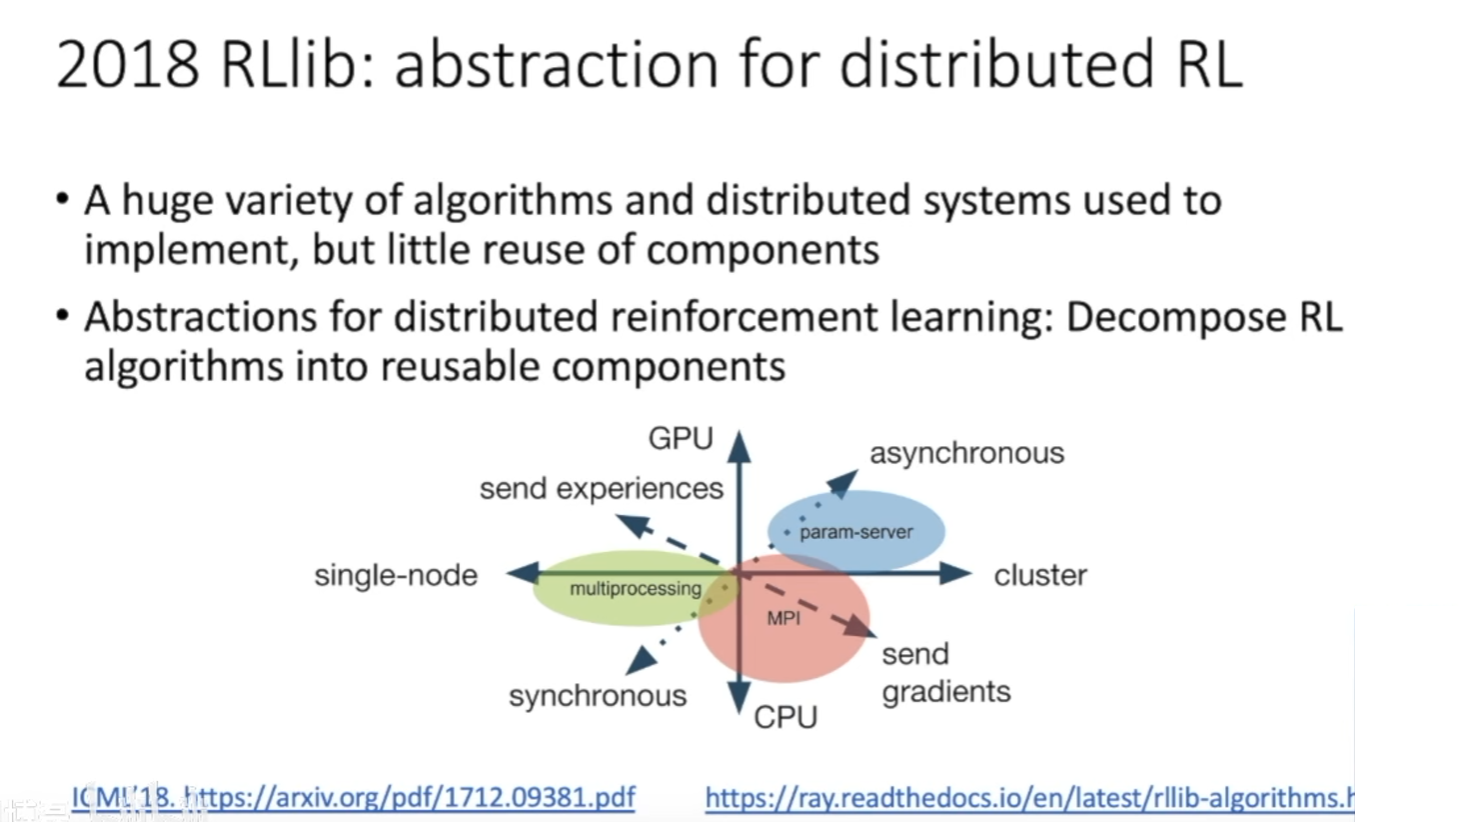 2018 RLlib: abstraction for distributed RL
• A huge variety of algorithms and distributed systems used to
implement, but little reuse of components
• Abstractions for distributed reinforcement learning: Decompose RL
algorithms into reusable components
GPU
asynchronous
send experiences
param-server
single-node
multiprocessing
cluster
MPI
send
gradients
synchronous
CPU
ICML'18. https://arxiv.org/pdf/1712.09381.pdf
https://ray.readthedocs.io/en/latest/rllib-algorithms.h